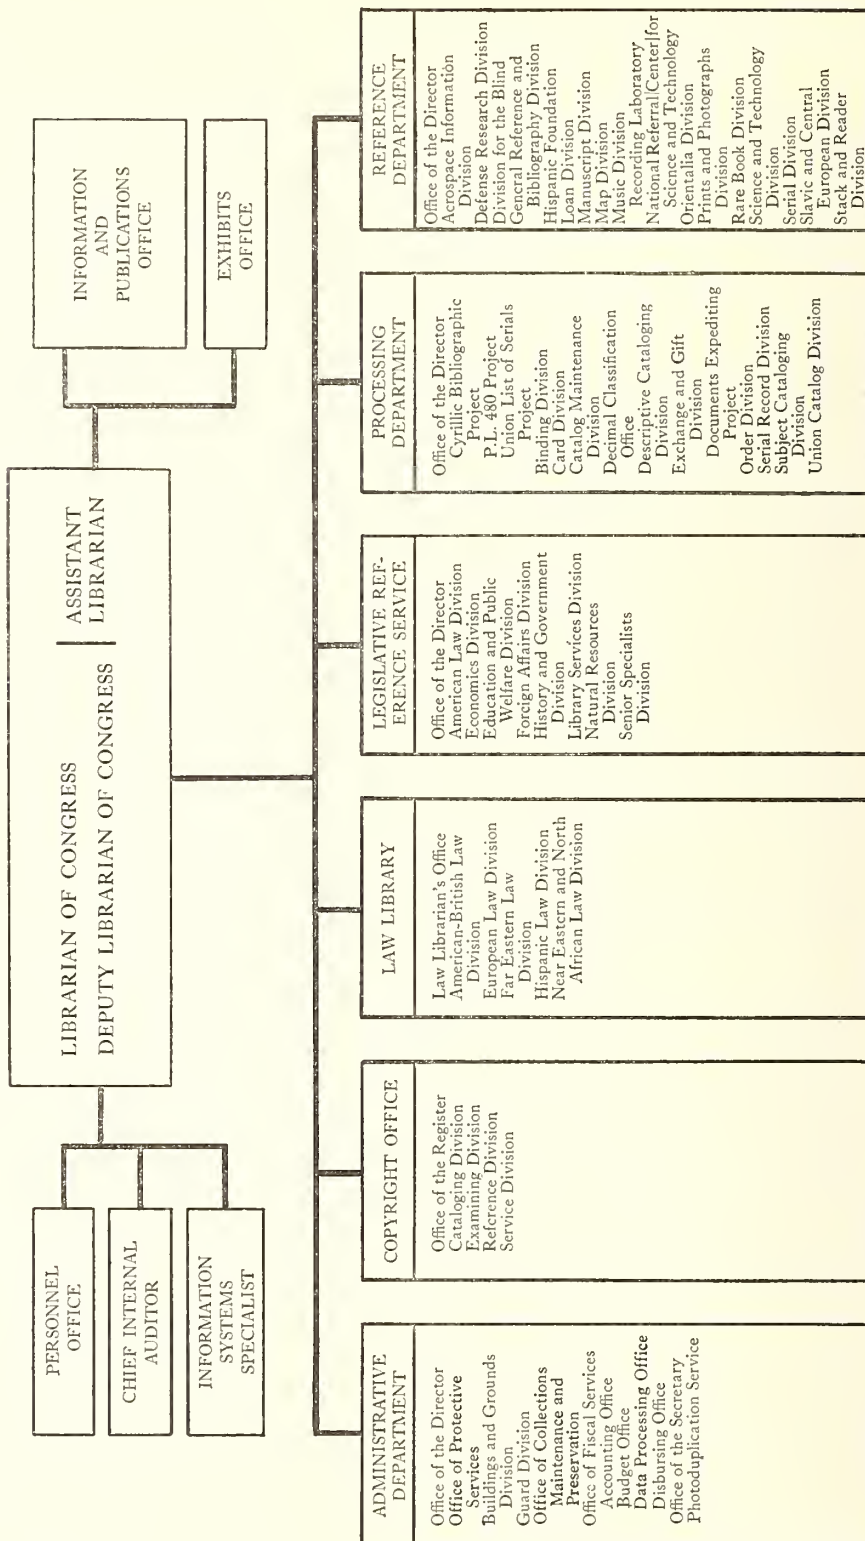 LIBRARIAN OF CONGRESS
DEPUTY LIBRARIAN OF CONGRESS
ASSISTANT
LIBRARIAN
PERSONNEL
OFFICE
CHIEF INTERNAL
AUDITOR
INFORMATION
SYSTEMS
SPECIALIST
INFORMATION
AND
PUBLICATIONS
OFFICE
EXHIBITS
OFFICE
ADMINISTRATIVE
DEPARTMENT
Office of the Director
Office of Protective
Services
Buildings and Grounds
Division
Guard Division
Office of Collections
Maintenance and
Preservation
Office of Fiscal Services
Accounting Office
Budget Office
Data Processing Office
Disbursing Office
Office of the Secretary
Photoduplication Service
COPYRIGHT OFFICE
Office of the Register
Cataloging Division
Examining Division
Reference Division
Service Division
LAW LIBRARY
Law Librarian's Office
American-British Law
Division
European Law Division
Far Eastern Law
Division
Hispanic Law Division
Near Eastern and North
African Law Division
LEGISLATIVE REF-
ERENCE SERVICE
Office of the Director
American Law Division
Economics Division
Education and Public
Welfare Division
Foreign Affairs Division
History and Government
Division
Library Services Division
Natural Resources
Division
Senior Specialists
Division
PROCESSING
DEPARTMENT
Office of the Director
Cyrillic Bibliographic
Project
P.L. 480 Project
Union List of Serials
Project
Binding Division
Card Division
Catalog Maintenance
Division
Decimal Classification
Office
Descriptive Cataloging
Division
Exchange and Gift
Division
Documents Expediting
Project
Order Division
Serial Record Division
Subject Cataloging
Division
Union Catalog Division
REFERENCE
DEPARTMENT
Office of the Director
Aerospace Information
Division
Defense Research Division
Division for the Blind
General Reference and
Bibliography Division
Hispanic Foundation
Loan Division
Manuscript Division
Map Division
Music Division
Recording Laboratory
National Referral Center for
Science and Technology
Orientalia Division
Prints and Photographs
Division
Rare Book Division
Science and Technology
Division
Serial Division
Slavic and Central
European Division
Stack and Reader
Division